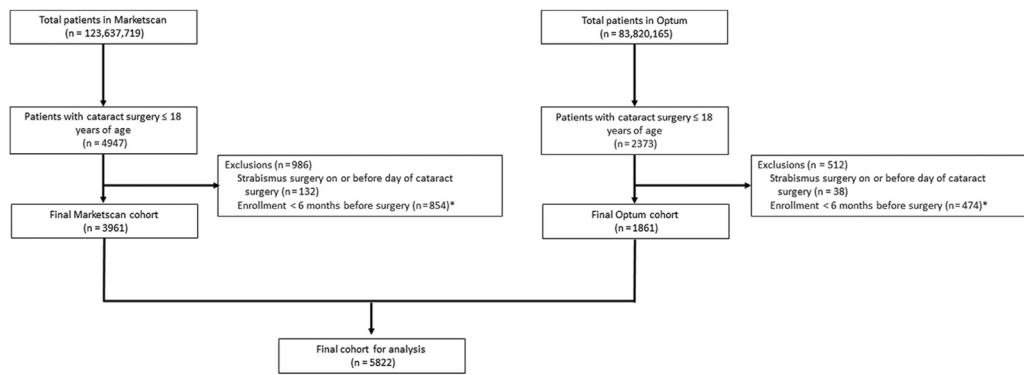 Total patients in Marketscan
(n = 123,637,719)
Patients with cataract surgery ≤ 18
years of age
(n = 4947)
Exclusions (n = 986)
Strabismus surgery on or before day of cataract
surgery (n = 132)
Enrollment < 6 months before surgery (n = 854)*
Final Marketscan cohort
(n = 3961)
Total patients in Optum
(n = 83,820,165)
Patients with cataract surgery ≤ 18
years of age
(n = 2373)
Exclusions (n = 512)
Strabismus surgery on or before day of cataract
surgery (n = 38)
Enrollment < 6 months before surgery (n = 474)*
Final Optum cohort
(n = 1861)
Final cohort for analysis
(n = 5822)